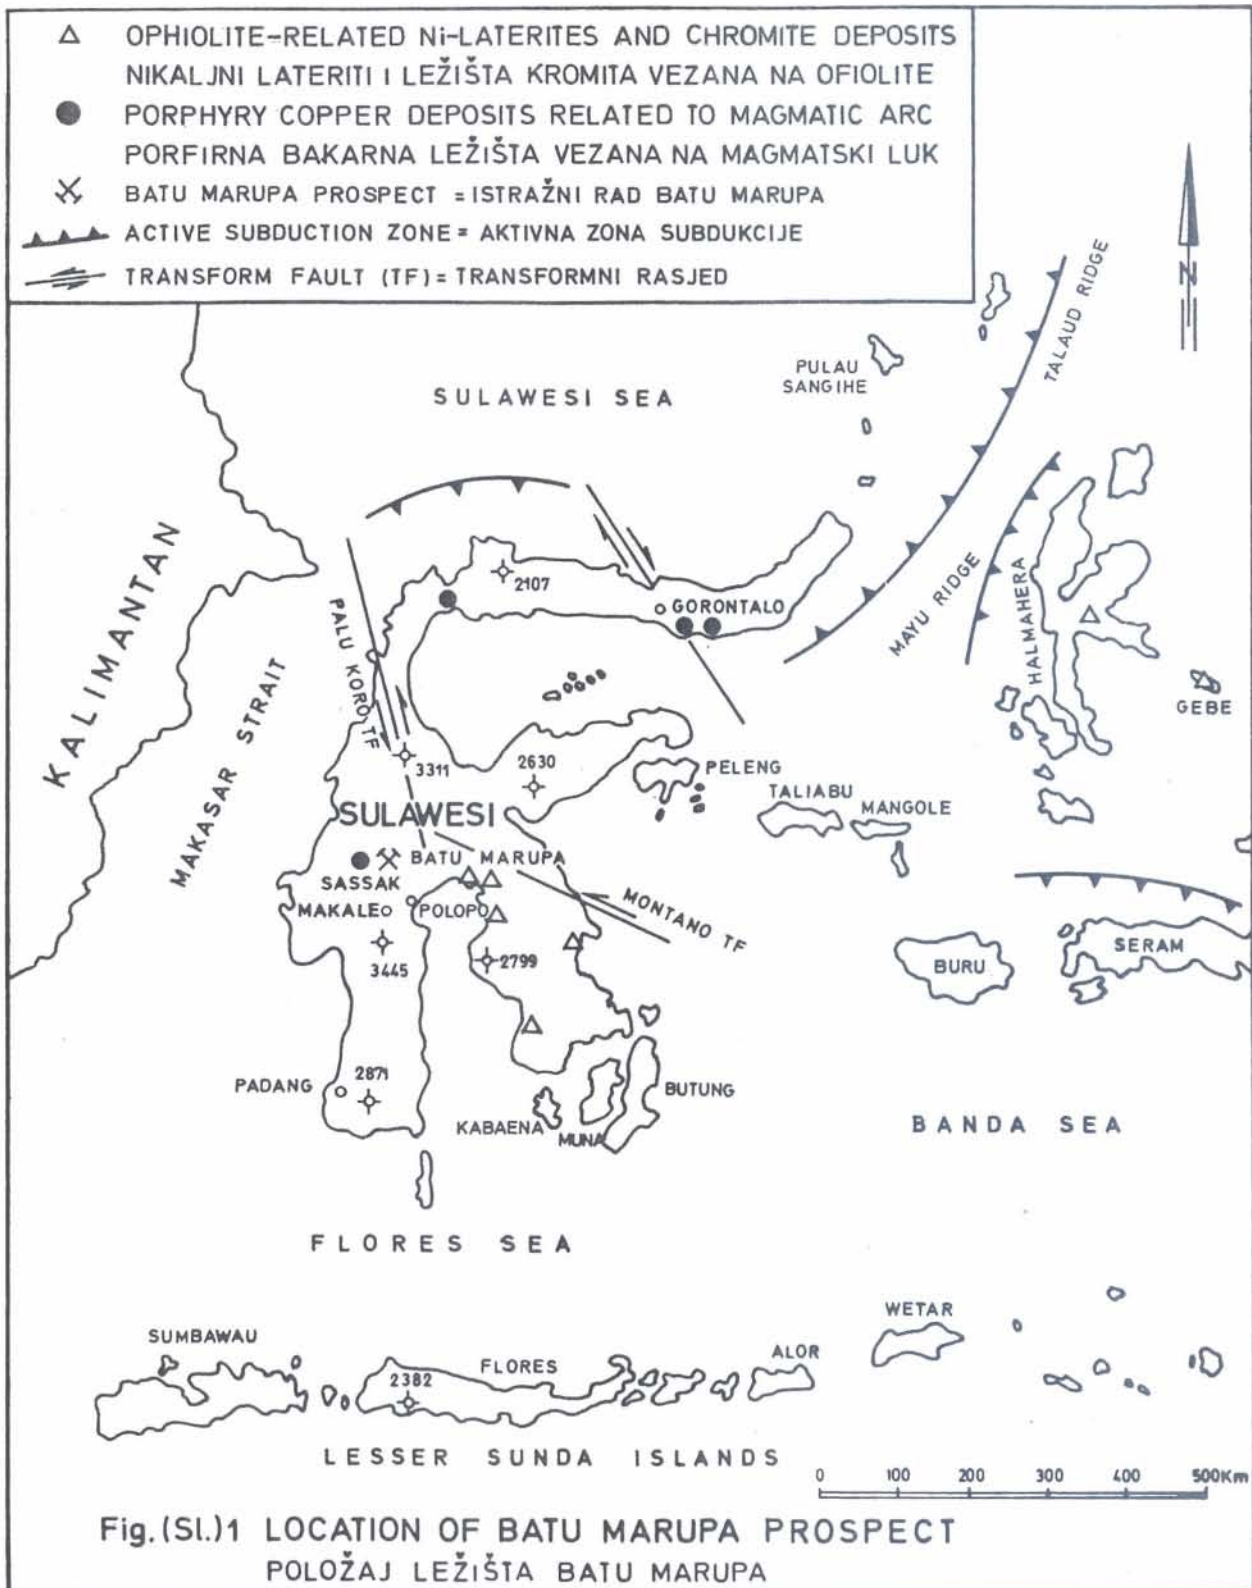 OPHIOLITE-RELATED Ni-LATERITES AND CHROMITE DEPOSITS
NIKALJNI LATERITI I LEŽIŠTA KROMITA VEZANA NA OFIOLITE
PORPHYRY COPPER DEPOSITS RELATED TO MAGMATIC ARC
PORFIRNA BAKARNA LEŽIŠTA VEZANA NA MAGMATSKI LUK
BATU MARUPA PROSPECT = ISTRAŽNI RAD BATU MARUPA
ACTIVE SUBDUCTION ZONE = AKTIVNA ZONA SUBDUKCIJE
TRANSFORM FAULT (TF) = TRANSFORMNI RASJED
N
TALAUD RIDGE
PULAU
SANGIHE
SULAWESI SEA
KALIMANTAN
MAKASAR STRAIT
PALU KORO TF
2107
GORONTALO
MAYU RIDGE
HALMAHERA
GEBE
3311
2630
PELENG
TALIABU
MANGOLE
SULAWESI
BATU MARUPA
SASSAK
MAKALE
POLOPO
MONTANO TF
3445
2799
BURU
SERAM
PADANG
2871
KABAENA
MUNA
BUTUNG
BANDA SEA
FLORES SEA
SUMBAWAU
2382
FLORES
ALOR
WETAR
LESSER SUNDA ISLANDS
0 100 200 300 400 500Km
Fig.(Sl.)1 LOCATION OF BATU MARUPA PROSPECT
POLOŽAJ LEŽIŠTA BATU MARUPA